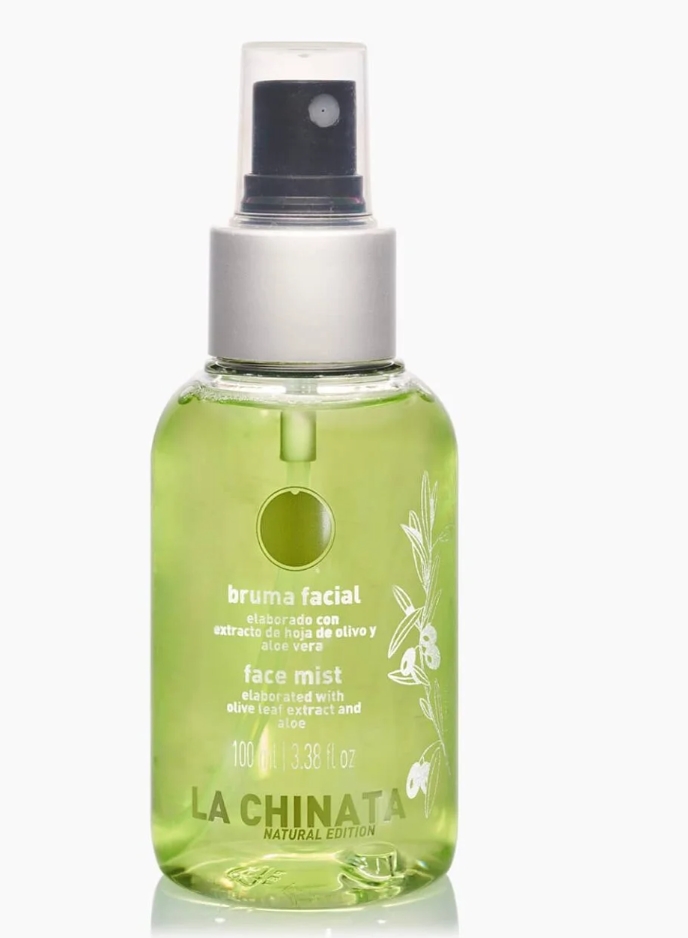 bruma facial
elaborado con
extracto de hoja de olivo y
aloe vera
face mist
elaborated with
olive leaf extract and
aloe
100 ml | 3.38 fl oz
LA CHINATA
NATURAL EDITION